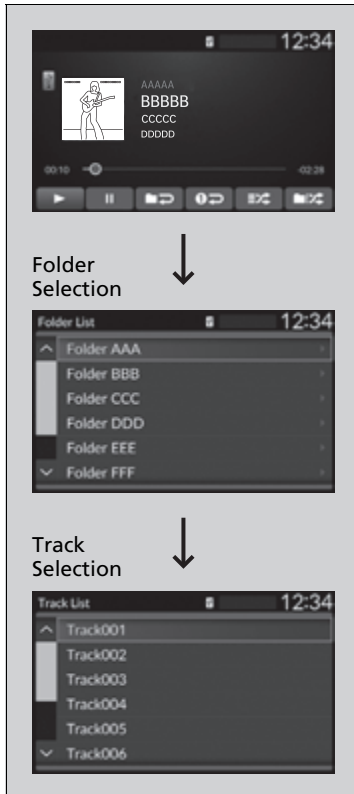 12:34
AAAAA
BBBBB
CCCCC
DDDDD
00:10 -02:28
Folder
Selection
Folder List 12:34
Folder AAA
Folder BBB
Folder CCC
Folder DDD
Folder EEE
Folder FFF
Track
Selection
Track List 12:34
Track001
Track002
Track003
Track004
Track005
Track006